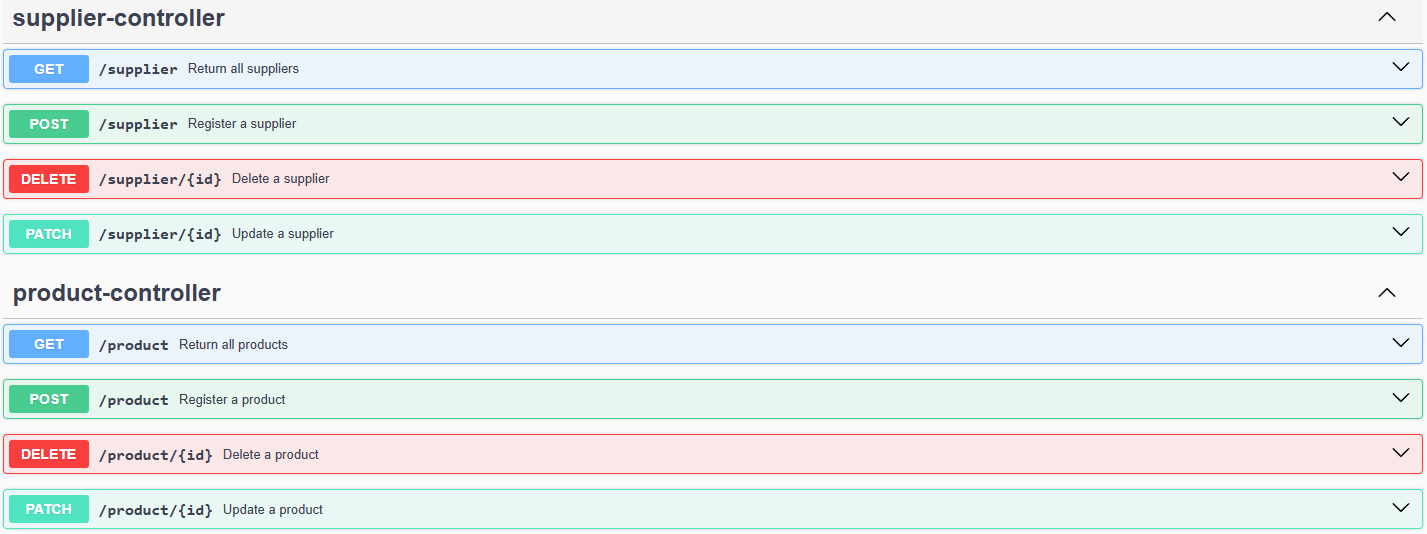 supplier-controller
GET /supplier Return all suppliers
POST /supplier Register a supplier
DELETE /supplier/{id} Delete a supplier
PATCH /supplier/{id} Update a supplier
product-controller
GET /product Return all products
POST /product Register a product
DELETE /product/{id} Delete a product
PATCH /product/{id} Update a product